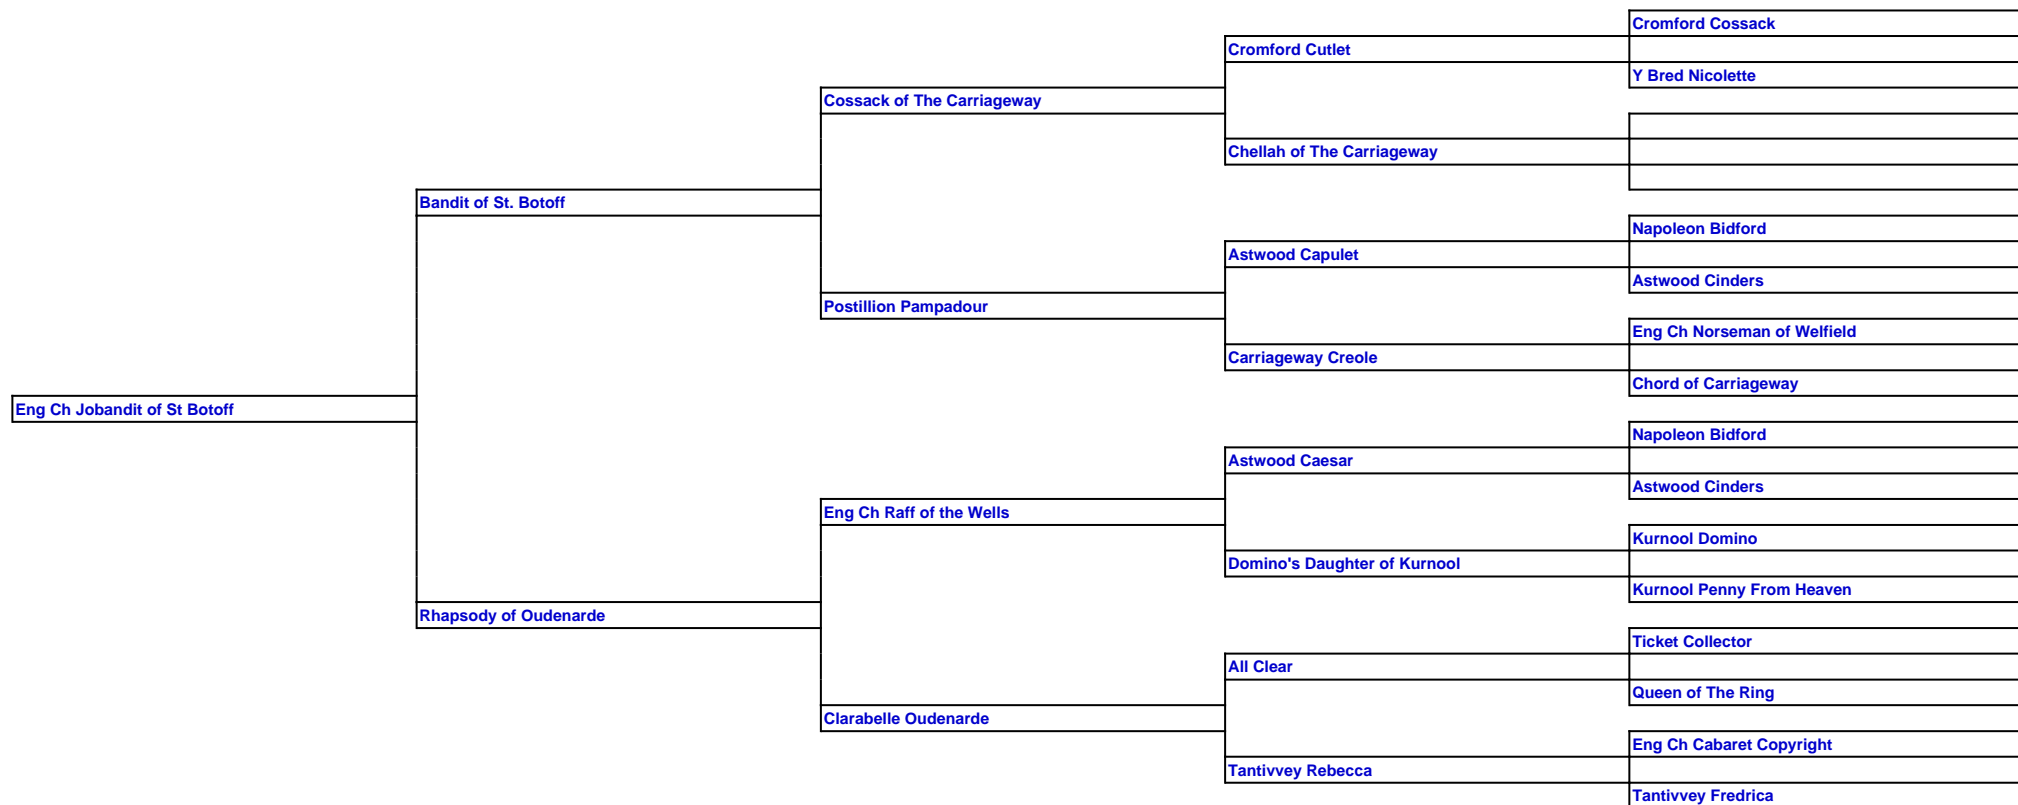 Cromford Cossack
Cromford Cutlet
Y Bred Nicolette
Cossack of The Carriageway
Chellah of The Carriageway
Bandit of St. Botoff
Napoleon Bidford
Astwood Capulet
Astwood Cinders
Postillion Pampadour
Eng Ch Norseman of Welfield
Carriageway Creole
Chord of Carriageway
Eng Ch Jobandit of St Botoff
Napoleon Bidford
Astwood Caesar
Astwood Cinders
Eng Ch Raff of the Wells
Kurnool Domino
Domino's Daughter of Kurnool
Kurnool Penny From Heaven
Rhapsody of Oudenarde
Ticket Collector
All Clear
Queen of The Ring
Clarabelle Oudenarde
Eng Ch Cabaret Copyright
Tantivvey Rebecca
Tantivvey Fredrica